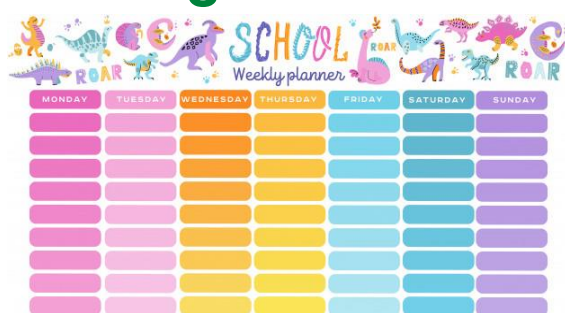 SCHOOL
ROAR
Weekly planner
ROAR
ROAR
MONDAY TUESDAY WEDNESDAY THURSDAY FRIDAY SATURDAY SUNDAY